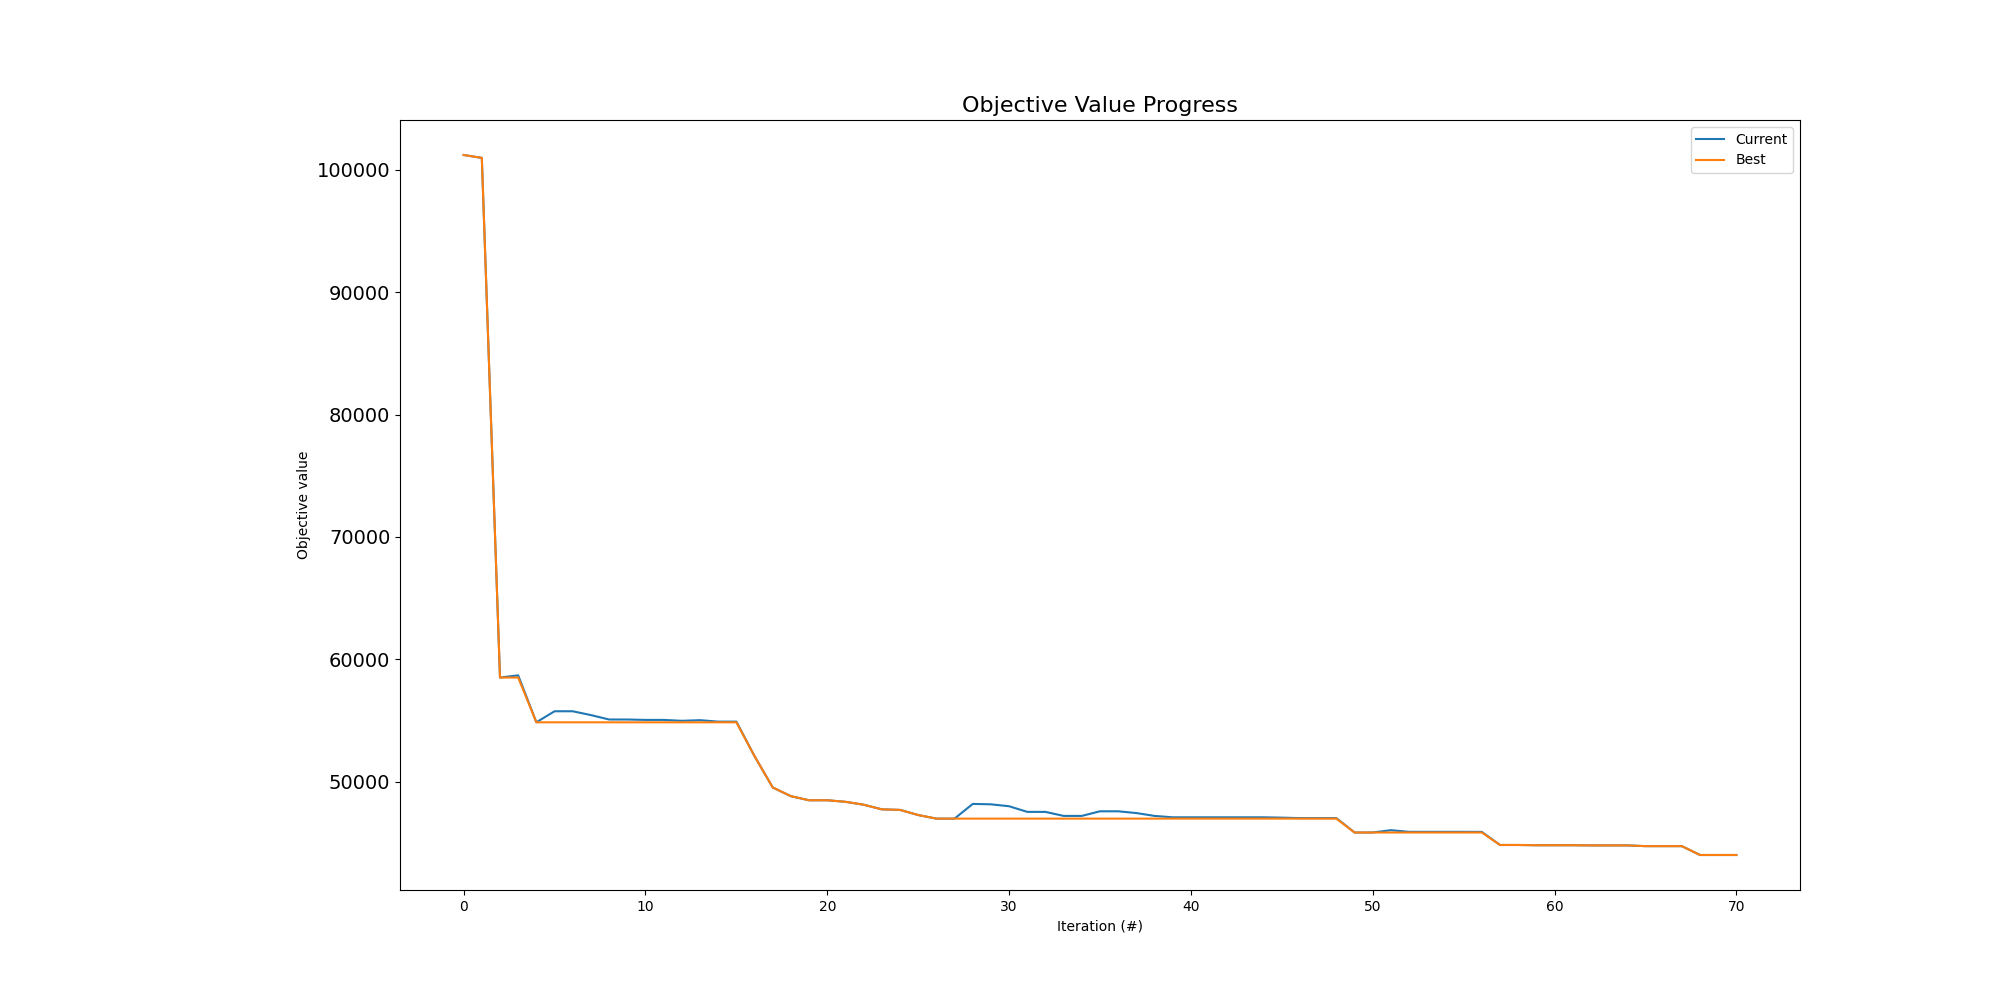 Objective Value Progress
Current
Best
100000
90000
80000
70000
60000
50000
Objective value
0 10 20 30 40 50 60 70
Iteration (#)